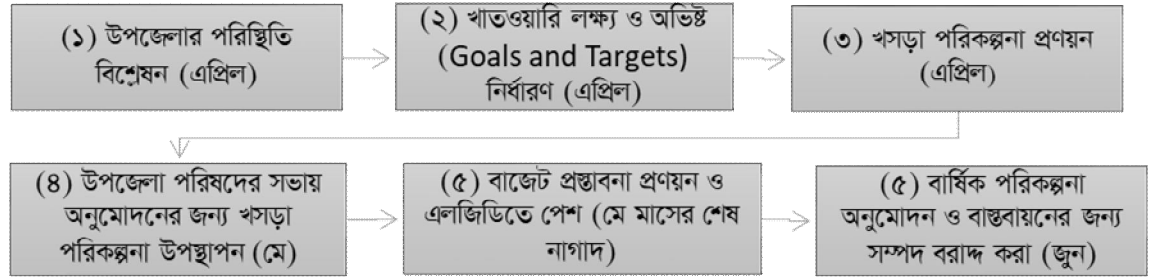 (১) উপজেলার পরিস্থিতি
বিশ্লেষন (এপ্রিল)
(২) খাতওয়ারি লক্ষ্য ও অভিষ্ট
(Goals and Targets)
নির্ধারণ (এপ্রিল)
(৩) খসড়া পরিকল্পনা প্রণয়ন
(এপ্রিল)
(৪) উপজেলা পরিষদের সভায়
অনুমোদনের জন্য খসড়া
পরিকল্পনা উপস্থাপন (মে)
(৫) বাজেট প্রস্তাবনা প্রণয়ন ও
এলজিডিতে পেশ (মে মাসের শেষ
নাগাদ)
(৫) বার্ষিক পরিকল্পনা
অনুমোদন ও বাস্তবায়নের জন্য
সম্পদ বরাদ্দ করা (জুন)